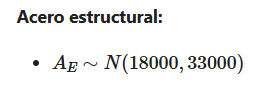 Acero estructural:
• A_E ∼ N(18000, 33000)